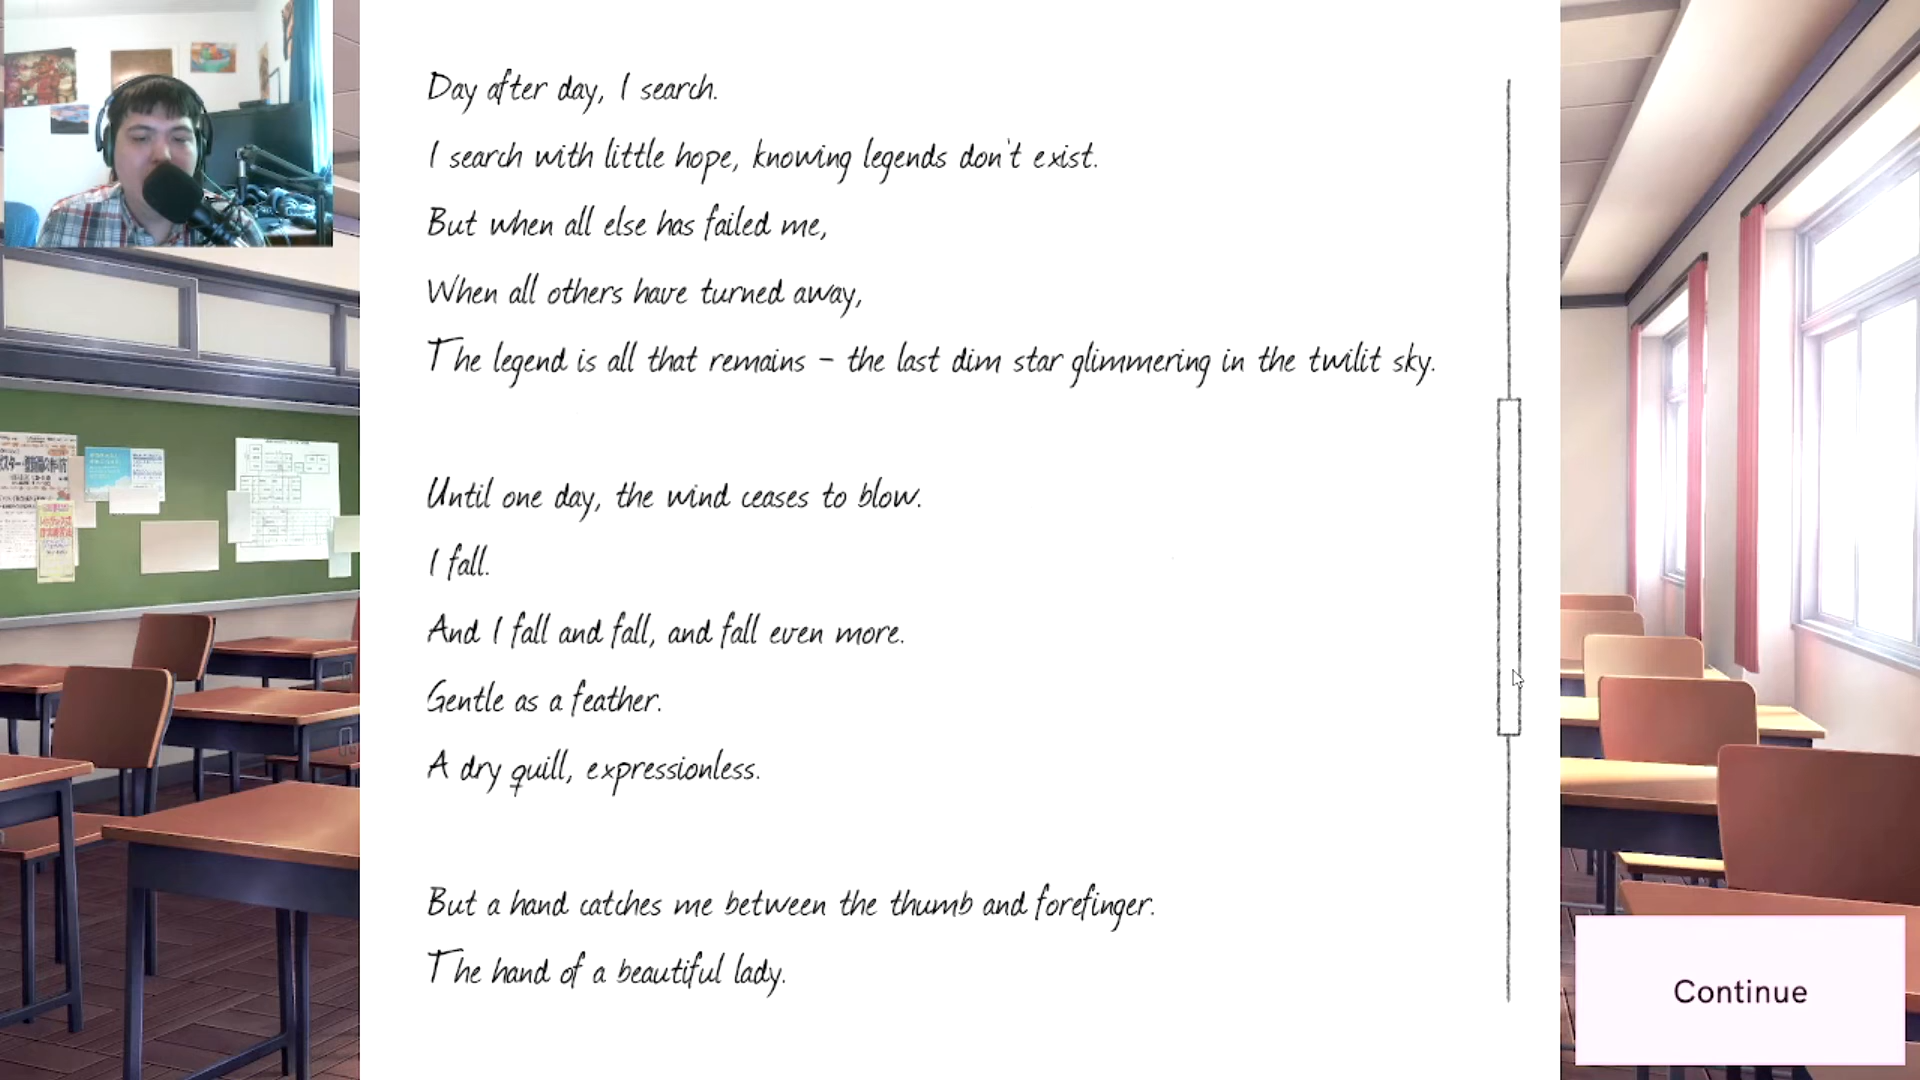 Day after day, I search.
I search with little hope, knowing legends don't exist.
But when all else has failed me,
When all others have turned away,
The legend is all that remains – the last dim star glimmering in the twilit sky.
Until one day, the wind ceases to blow.
I fall.
And I fall and fall, and fall even more.
Gentle as a feather.
A dry quill, expressionless.
But a hand catches me between the thumb and forefinger.
The hand of a beautiful lady.
Continue